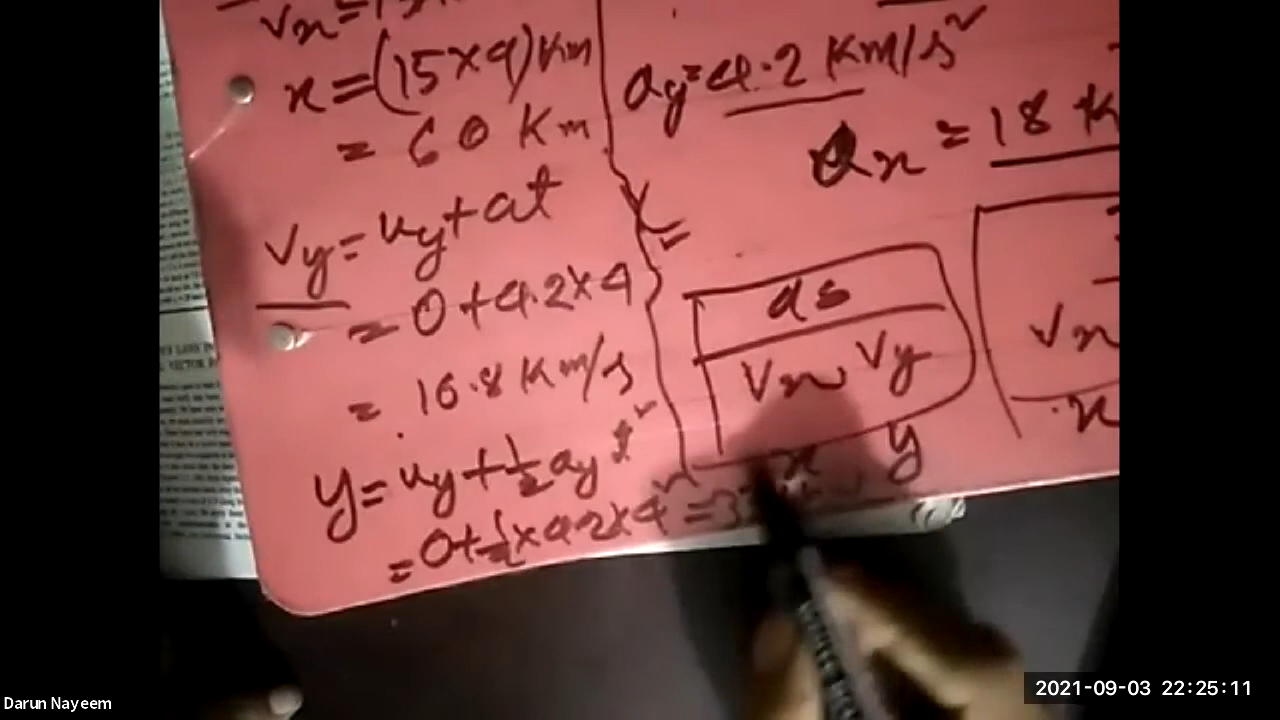 x=(15×4)Km
= 60 Km
Vy=uy+at
= 0+4.2×4
= 16.8 Km/s
y=uy+½ayt²
=0+½×4.2×4² =33
ay=4.2 Km/s²
ax =18 K
as
Vx, Vy
x, y
Vx
x
Darun Nayeem
2021-09-03 22:25:11